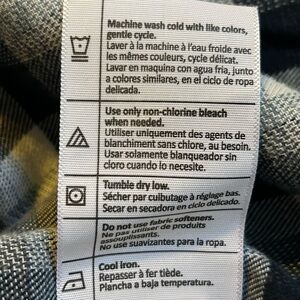 Machine wash cold with like colors,
gentle cycle.
Laver à la machine à l'eau froide avec
les mêmes couleurs, cycle délicat.
Lavar en maquina con agua fria, junto
a colores similares, en el ciclo de ropa
delicada.
Use only non-chlorine bleach
when needed.
Utiliser uniquement des agents de
blanchiment sans chlore, au besoin.
Usar solamente blanqueador sin
cloro cuando lo necesite.
Tumble dry low.
Sécher par culbutage à réglage bas.
Secar en secadora en ciclo delicado.
Do not use fabric softeners.
Ne pas utiliser de produits
assouplissants.
No use suavizantes para la ropa.
Cool iron.
Repasser à fer tiède.
Plancha a baja temperatura.